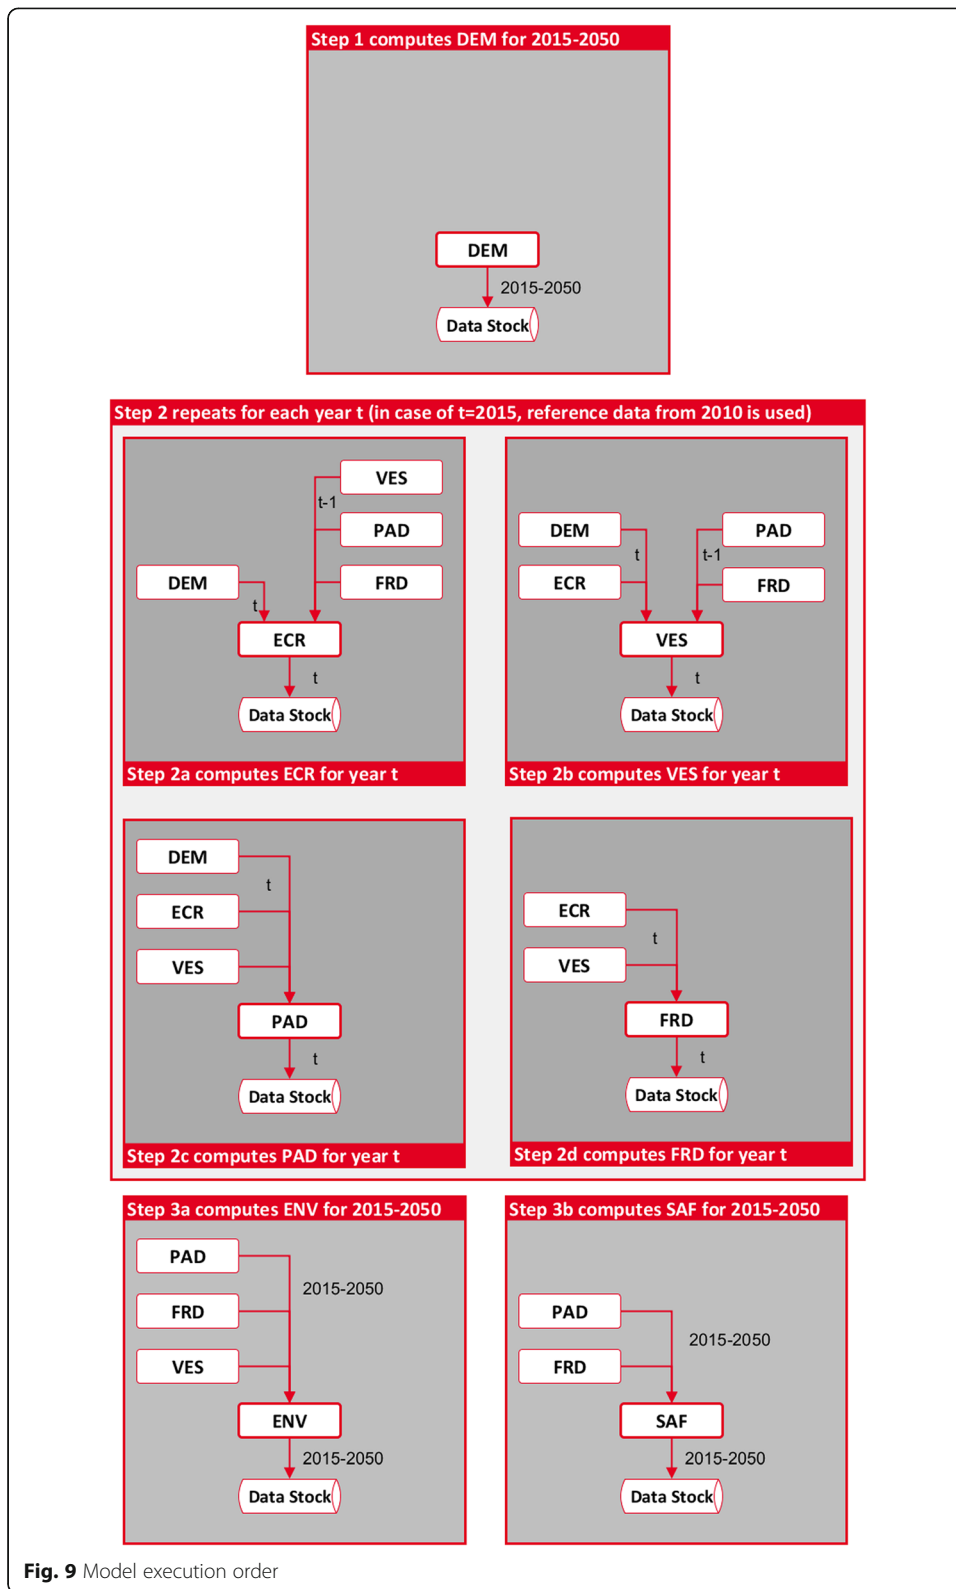 Step 1 computes DEM for 2015-2050
DEM
2015-2050
Data Stock
Step 2 repeats for each year t (in case of t=2015, reference data from 2010 is used)
VES
t-1
PAD
DEM
FRD
t
ECR
t
Data Stock
Step 2a computes ECR for year t
DEM
PAD
t
t-1
ECR
FRD
VES
t
Data Stock
Step 2b computes VES for year t
DEM
t
ECR
VES
PAD
t
Data Stock
Step 2c computes PAD for year t
ECR
t
VES
FRD
t
Data Stock
Step 2d computes FRD for year t
Step 3a computes ENV for 2015-2050
PAD
2015-2050
FRD
VES
ENV
2015-2050
Data Stock
Step 3b computes SAF for 2015-2050
PAD
2015-2050
FRD
SAF
2015-2050
Data Stock
Fig. 9 Model execution order